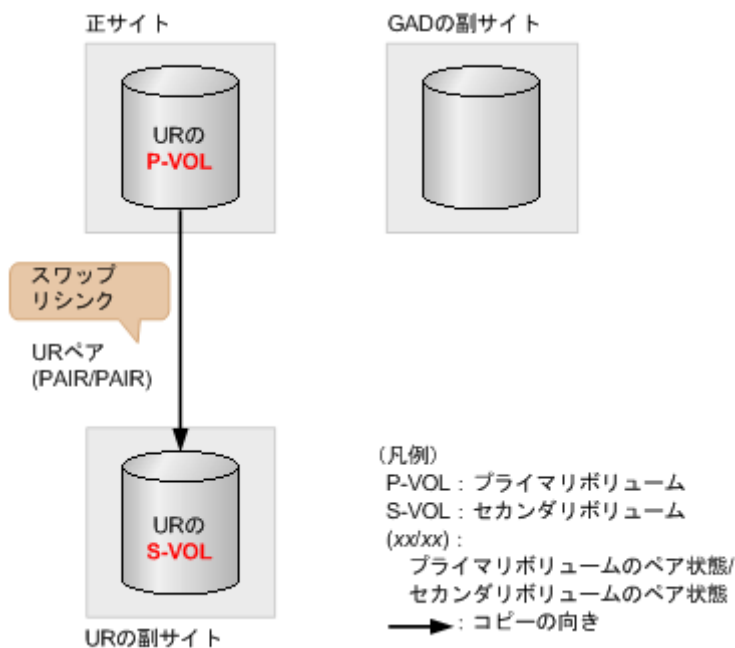 正サイト
GADの副サイト
URの
P-VOL
スワップ
リシンク
URペア
(PAIR/PAIR)
URの
S-VOL
URの副サイト
（凡例）
P-VOL：プライマリボリューム
S-VOL：セカンダリボリューム
(xx/xx)：
プライマリボリュームのペア状態/
セカンダリボリュームのペア状態
：コピーの向き